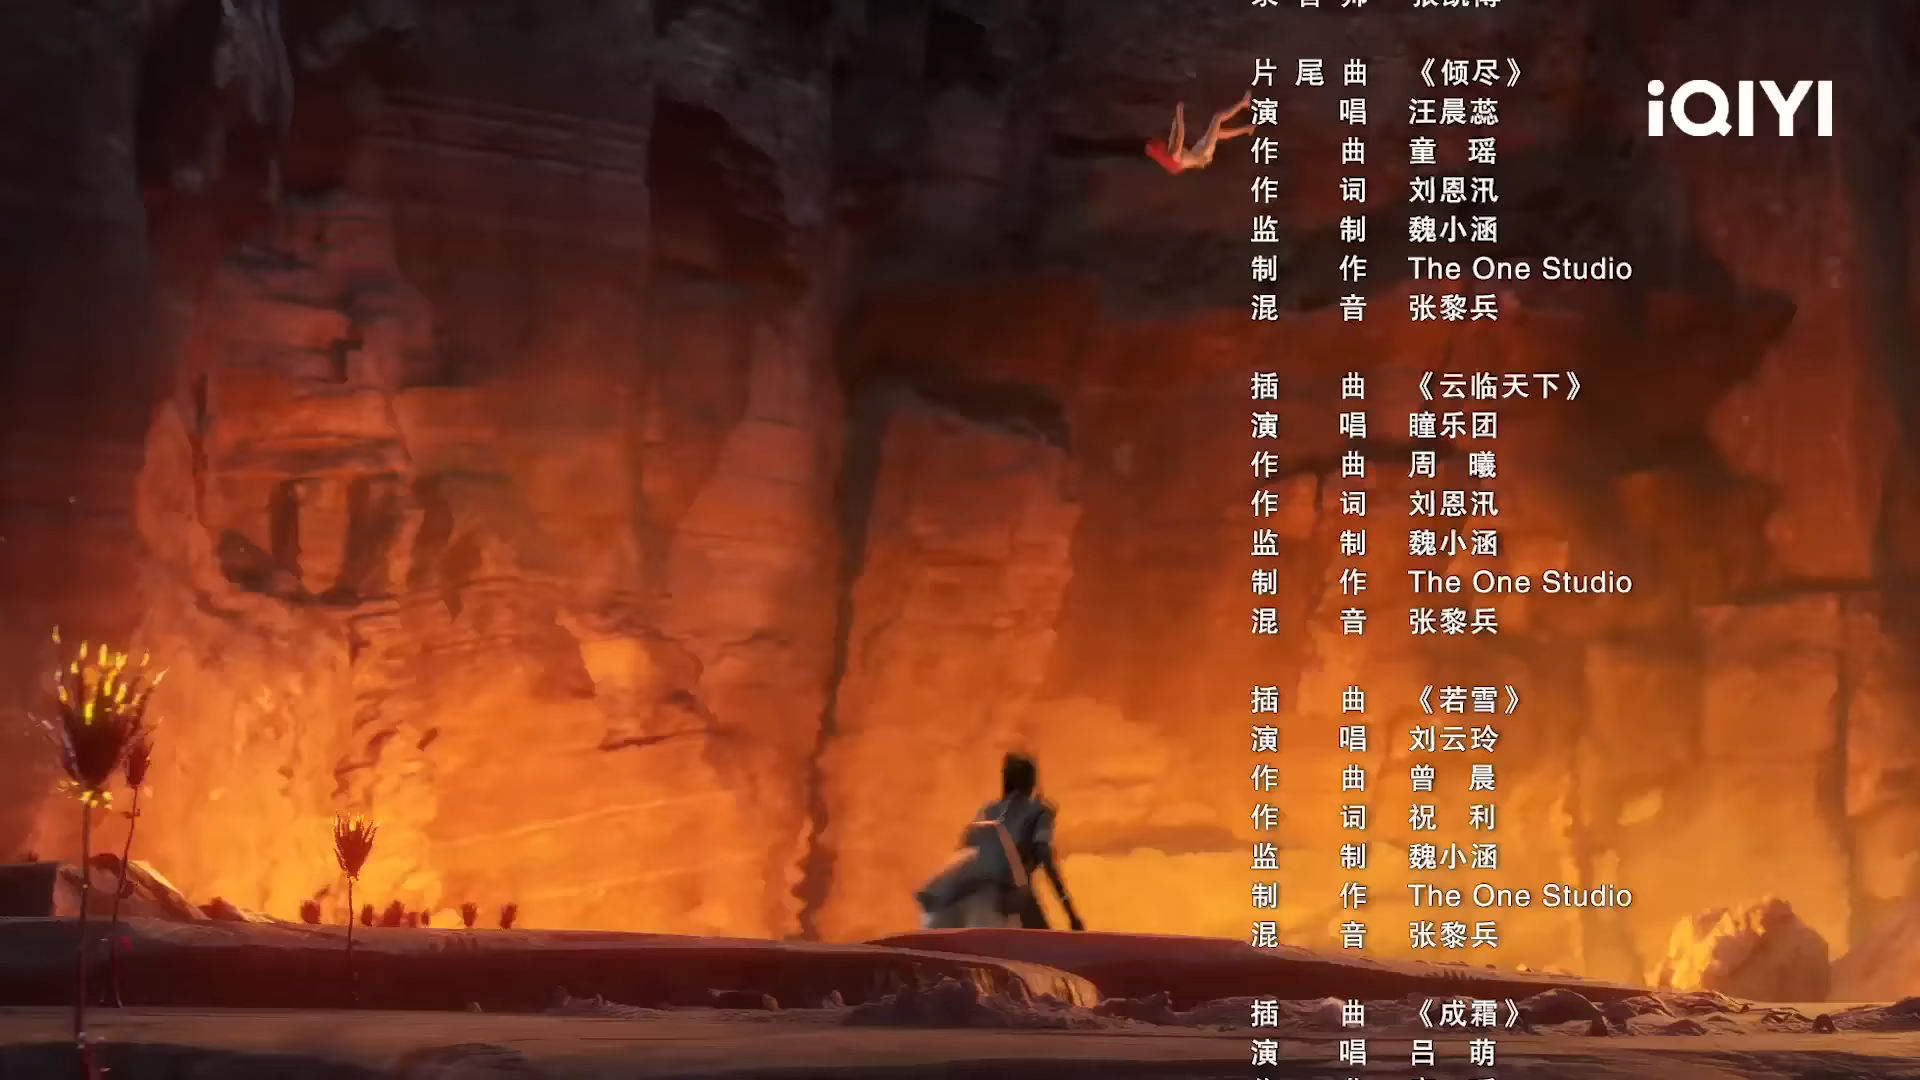 片尾曲 《倾尽》
iQIYI
演唱 汪晨蕊
作曲 童瑶
作词 刘恩汛
监制 魏小涵
制作 The One Studio
混音 张黎兵
插曲 《云临天下》
演唱 瞳乐团
作曲 周曦
作词 刘恩汛
监制 魏小涵
制作 The One Studio
混音 张黎兵
插曲 《若雪》
演唱 刘云玲
作曲 曾晨
作词 祝利
监制 魏小涵
制作 The One Studio
混音 张黎兵
插曲 《成霜》
演唱 吕萌